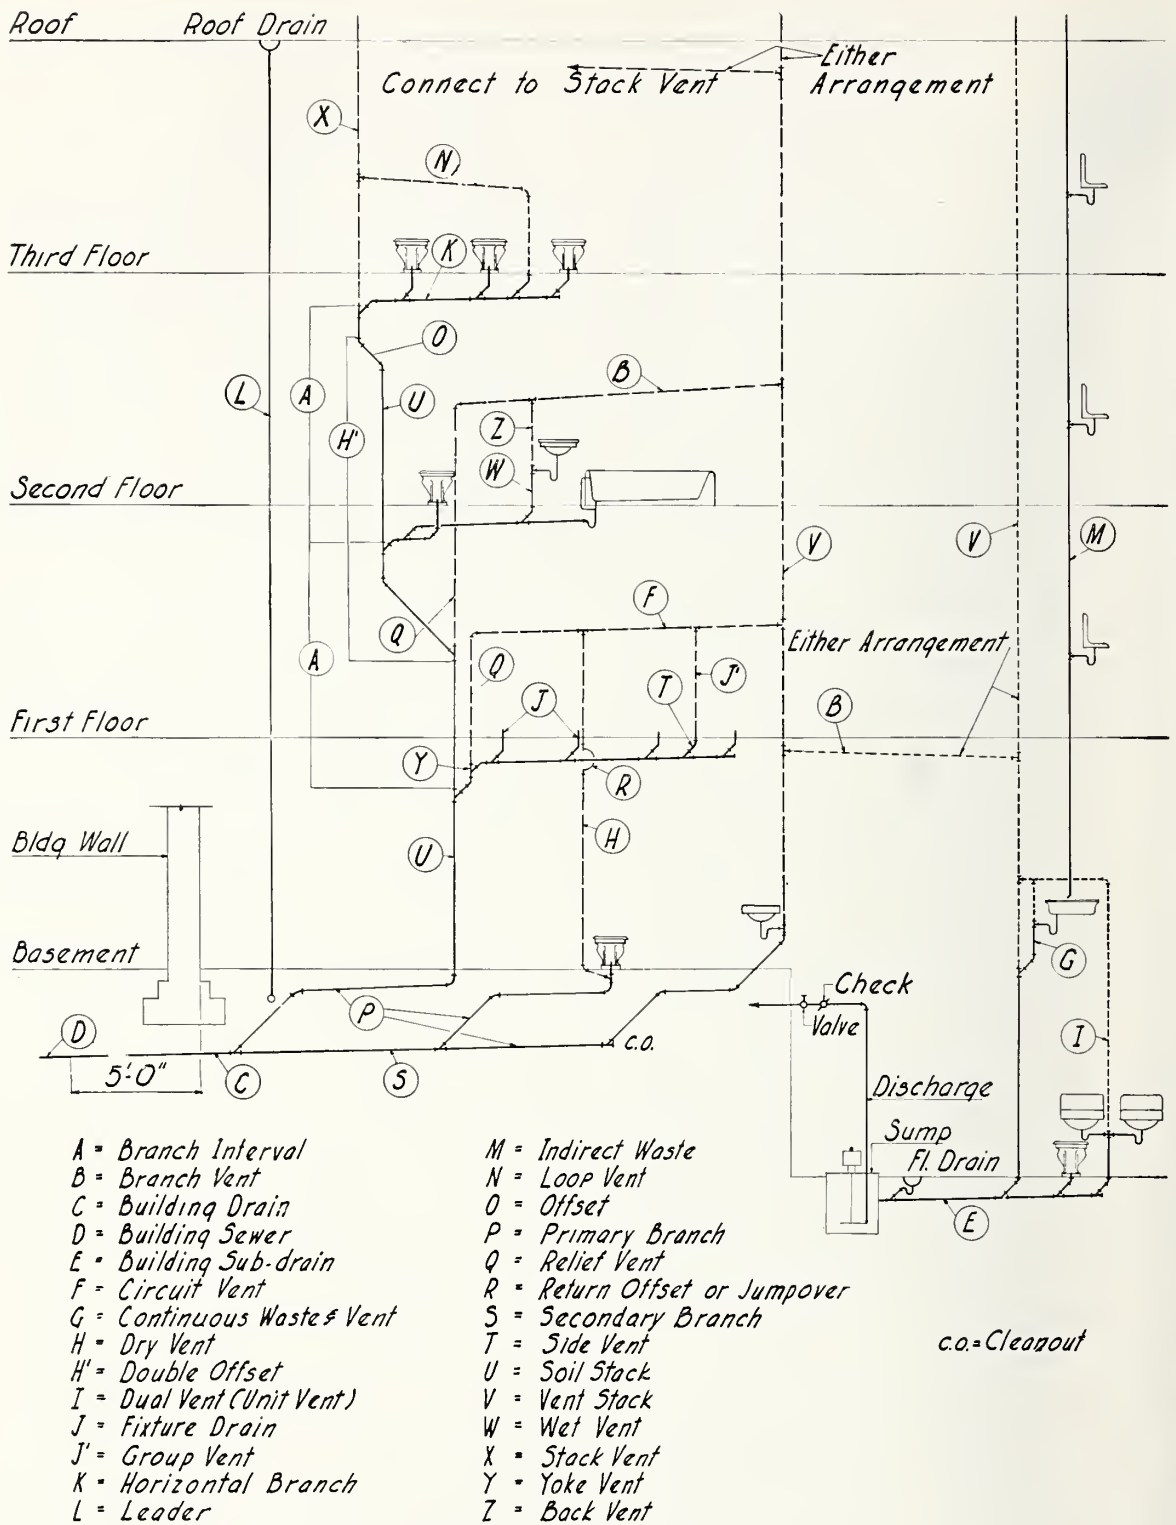 Roof
Roof Drain
Connect to Stack Vent
Either
Arrangement
X
N
Third Floor
K
O
L
A
H'
U
B
Z
W
Second Floor
V
V
M
Q
F
A
Q
J'
Either Arrangement
J
T
B
First Floor
Y
R
Bldg Wall
U
H
Basement
G
Check
P
Valve
D
C.O.
I
5'-0"
C
S
Discharge
Sump
Fl. Drain
E
A = Branch Interval
B = Branch Vent
C = Building Drain
D = Building Sewer
E = Building Sub-drain
F = Circuit Vent
G = Continuous Waste & Vent
H = Dry Vent
H' = Double Offset
I = Dual Vent (Unit Vent)
J = Fixture Drain
J' = Group Vent
K = Horizontal Branch
L = Leader
M = Indirect Waste
N = Loop Vent
O = Offset
P = Primary Branch
Q = Relief Vent
R = Return Offset or Jumpover
S = Secondary Branch
T = Side Vent
U = Soil Stack
V = Vent Stack
W = Wet Vent
X = Stack Vent
Y = Yoke Vent
Z = Back Vent
c.o. = Cleanout